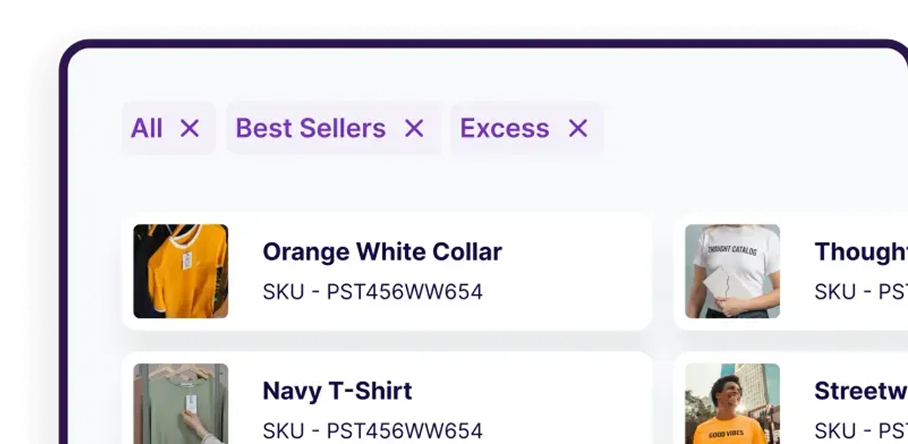 All ×
Best Sellers ×
Excess ×
Orange White Collar
SKU - PST456WW654
THOUGHT CATALOG
Thought
SKU - PST
Navy T-Shirt
SKU - PST456WW654
GOOD VIBES
Streetw
SKU - PST